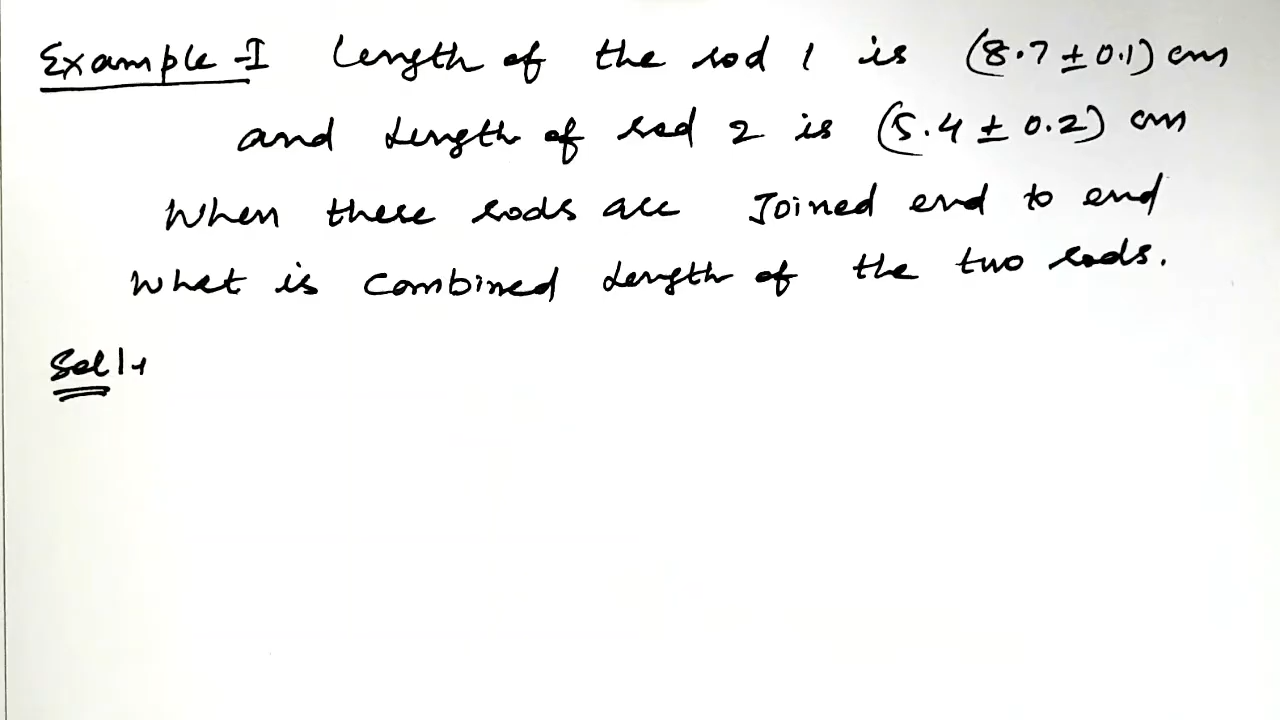 Example-I Length of the rod 1 is (8.7 ± 0.1) cm
and Length of rod 2 is (5.4 ± 0.2) cm
When these rods are Joined end to end
What is Combined Length of the two rods.
Sol :-